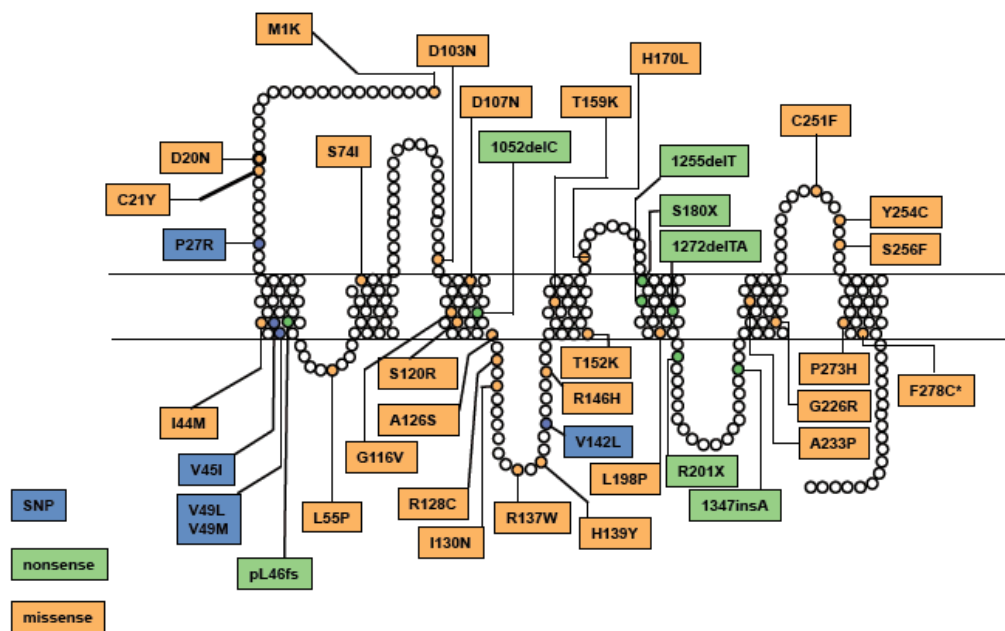 M1K
D103N
H170L
D107N
T159K
C251F
S74I
1052delC
D20N
1255delT
C21Y
S180X
Y254C
P27R
1272delTA
S256F
T152K
P273H
S120R
F278C*
R146H
G226R
A126S
I44M
V142L
A233P
G116V
V45I
L198P
R201X
SNP
V49L
V49M
L55P
R128C
R137W
H139Y
1347insA
I130N
nonsense
pL46fs
missense